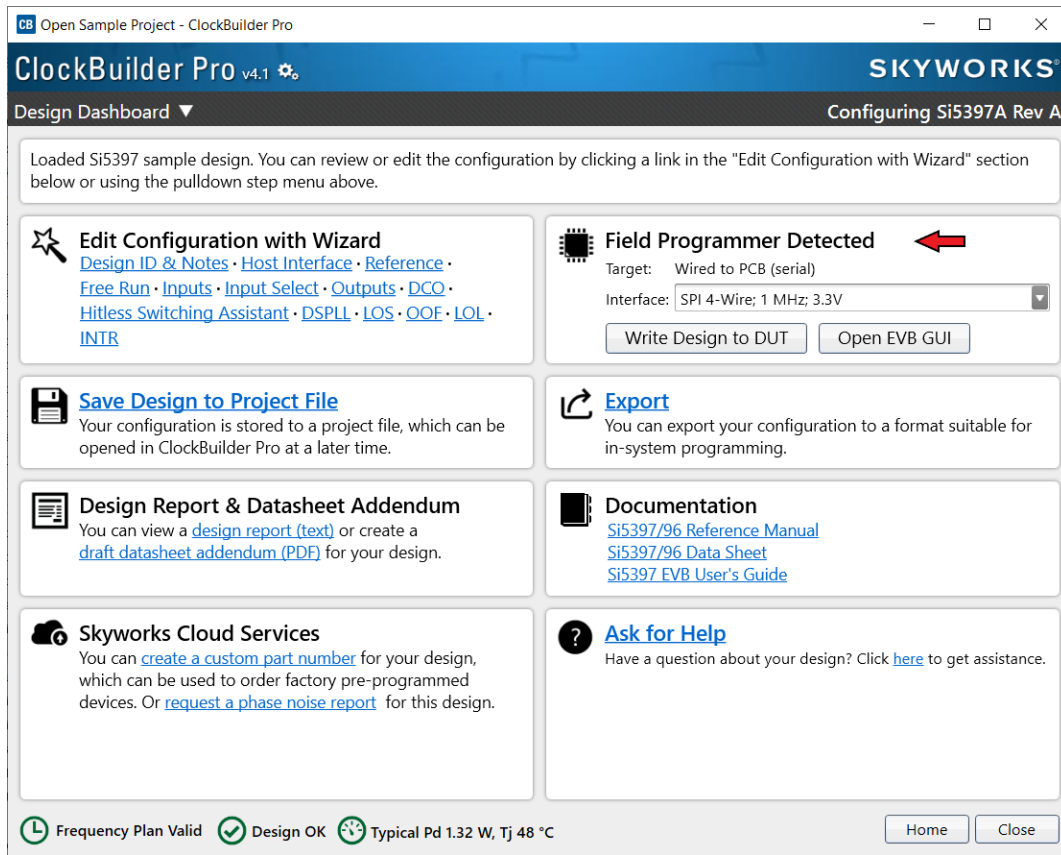 CB Open Sample Project - ClockBuilder Pro
ClockBuilder Pro v4.1
SKYWORKS®
Design Dashboard ▼
Configuring Si5397A Rev A
Loaded Si5397 sample design. You can review or edit the configuration by clicking a link in the "Edit Configuration with Wizard" section
below or using the pulldown step menu above.
Edit Configuration with Wizard
Design ID & Notes · Host Interface · Reference ·
Free Run · Inputs · Input Select · Outputs · DCO ·
Hitless Switching Assistant · DSPLL · LOS · OOF · LOL ·
INTR
Field Programmer Detected
Target: Wired to PCB (serial)
Interface: SPI 4-Wire; 1 MHz; 3.3V
Write Design to DUT
Open EVB GUI
Save Design to Project File
Your configuration is stored to a project file, which can be
opened in ClockBuilder Pro at a later time.
Export
You can export your configuration to a format suitable for
in-system programming.
Design Report & Datasheet Addendum
You can view a design report (text) or create a
draft datasheet addendum (PDF) for your design.
Documentation
Si5397/96 Reference Manual
Si5397/96 Data Sheet
Si5397 EVB User's Guide
Skyworks Cloud Services
You can create a custom part number for your design,
which can be used to order factory pre-programmed
devices. Or request a phase noise report for this design.
? Ask for Help
Have a question about your design? Click here to get assistance.
Frequency Plan Valid
Design OK
Typical Pd 1.32 W, Tj 48 °C
Home
Close